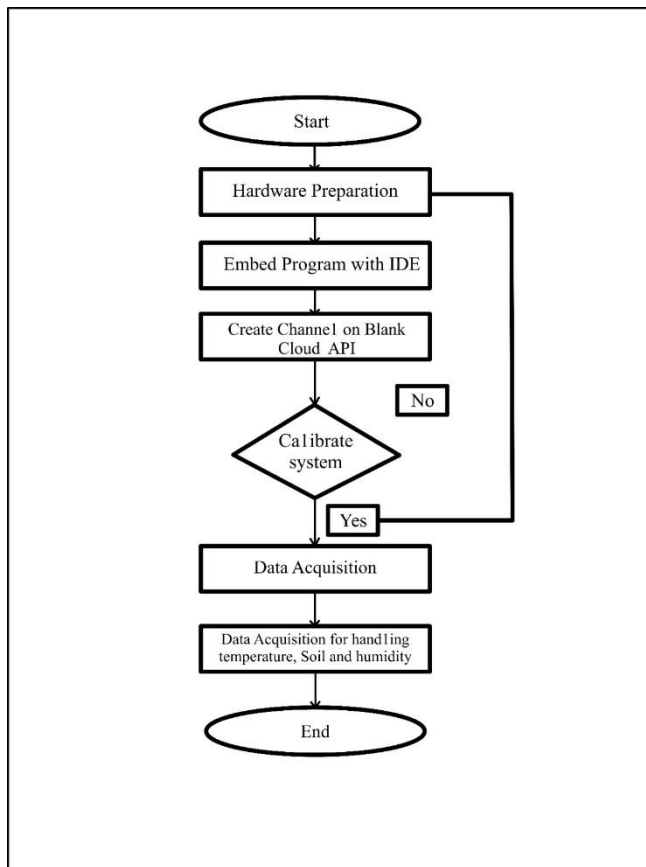 Start
Hardware Preparation
Embed Program with IDE
Create Channel on Blank
Cloud API
No
Calibrate
system
Yes
Data Acquisition
Data Acquisition for handling
temperature, Soil and humidity
End